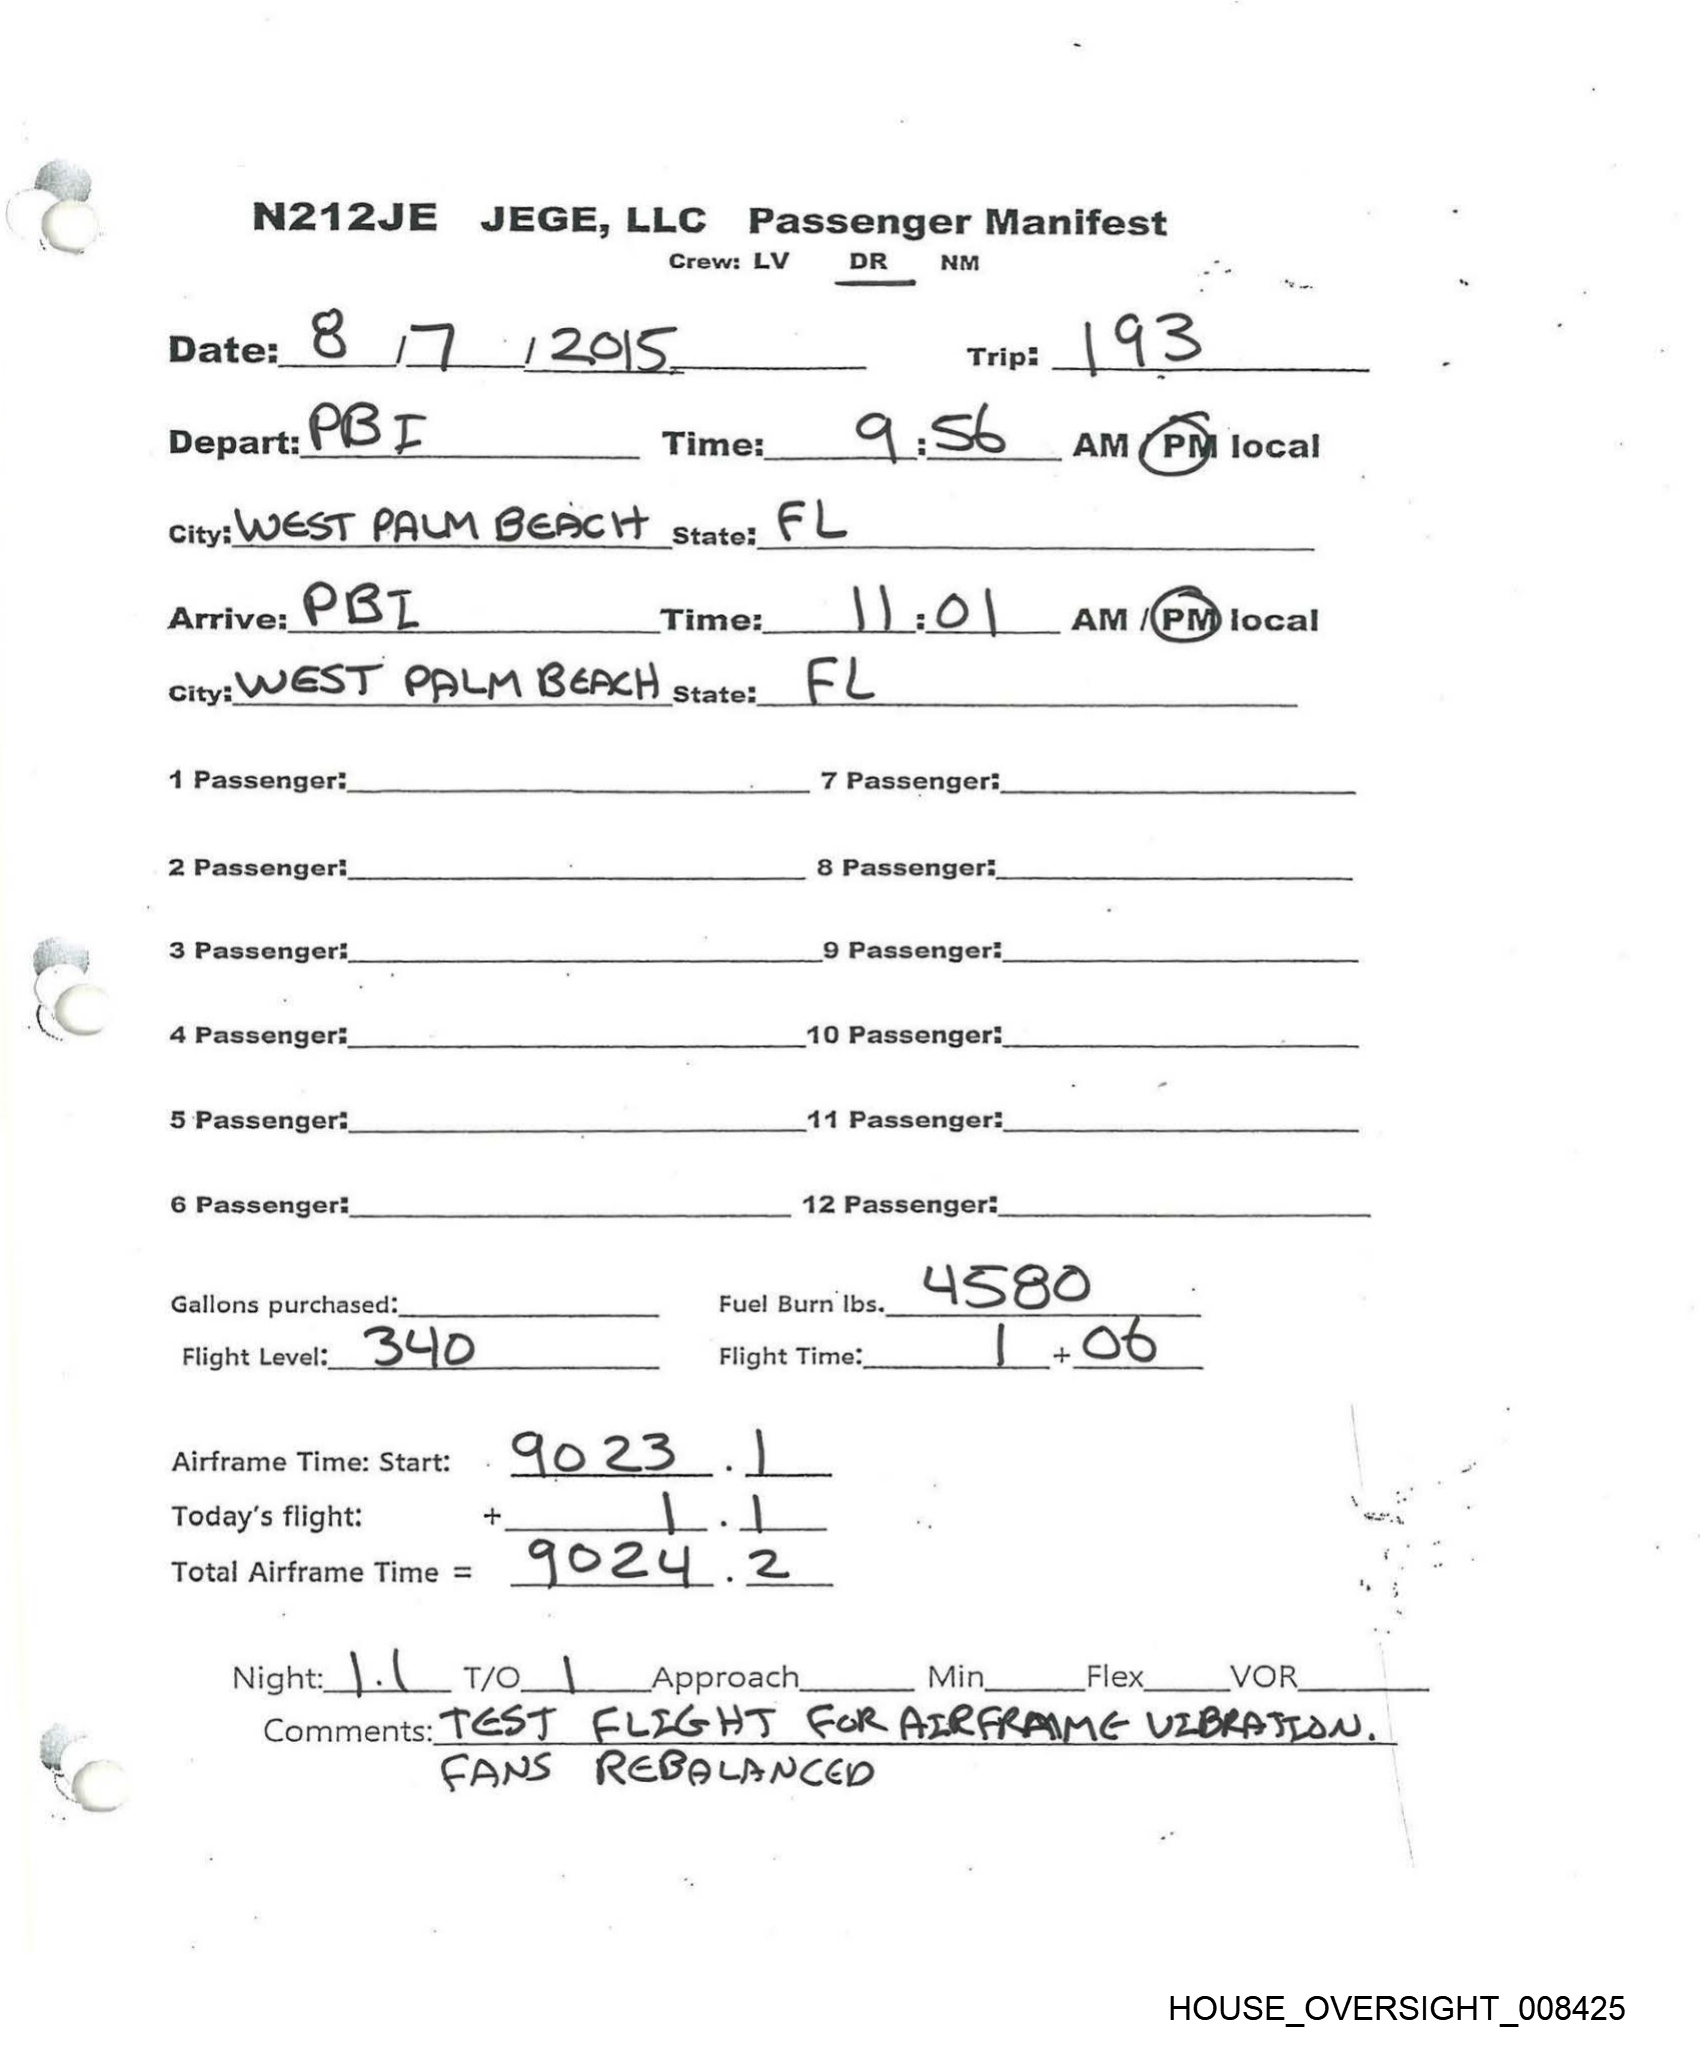 N212JE JEGE, LLC Passenger Manifest
Crew: LV DR NM
Date: 8 / 7 / 2015 Trip: 193
Depart: PBI Time: 9:56 AM / PM local
City: WEST PALM BEACH State: FL
Arrive: PBI Time: 11:01 AM / PM local
City: WEST PALM BEACH State: FL
1 Passenger: 7 Passenger:
2 Passenger: 8 Passenger:
3 Passenger: 9 Passenger:
4 Passenger: 10 Passenger:
5 Passenger: 11 Passenger:
6 Passenger: 12 Passenger:
Gallons purchased: Fuel Burn lbs. 4580
Flight Level: 340 Flight Time: 1 + 06
Airframe Time: Start: 9023 . 1
Today's flight: + 1 . 1
Total Airframe Time = 9024 . 2
Night: 1.1 T/O 1 Approach Min Flex VOR
Comments: TEST FLIGHT FOR AIRFRAME VIBRATION.
FANS REBALANCED
HOUSE_OVERSIGHT_008425